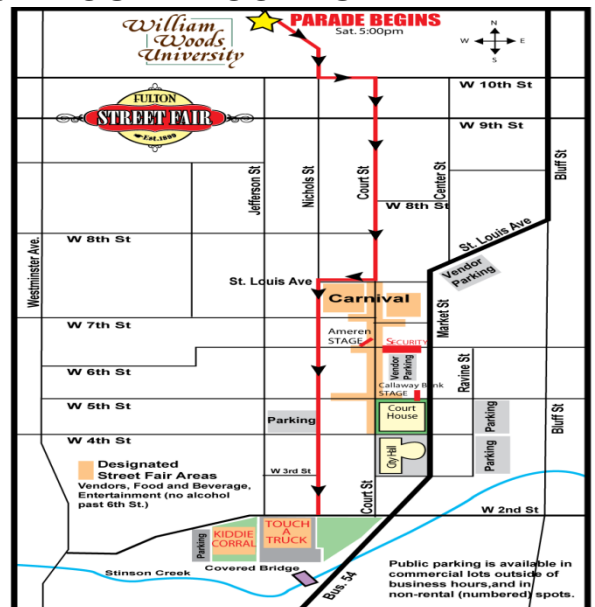 William
Woods
University
PARADE BEGINS
Sat. 5:00pm
N
W
E
S
W 10th St
FULTON
STREET FAIR
Est.1899
W 9th St
Jefferson St
Nichols St
Court St
Center St
Bluff St
W 8th St
Westminster Ave.
W 8th St
St. Louis Ave
St. Louis Ave
Vendor
Parking
Carnival
Market St
W 7th St
Ameren
STAGE
SECURITY
Vendor
Parking
Ravine St
W 6th St
Callaway Bank
STAGE
W 5th St
Court
House
Parking
Parking
Bluff St
W 4th St
City Hall
Parking
Designated
Street Fair Areas
Vendors, Food and Beverage,
Entertainment (no alcohol
past 6th St.)
W 3rd St
Court St
W 2nd St
Parking
KIDDIE
CORRAL
TOUCH
A
TRUCK
Stinson Creek
Covered Bridge
Bus. 54
Public parking is available in
commercial lots outside of
business hours,and in
non-rental (numbered) spots.